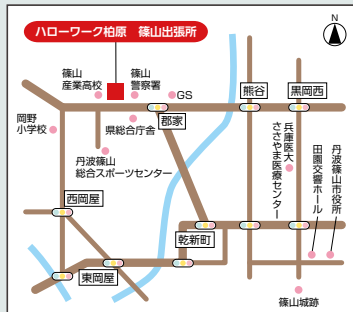 ハローワーク柏原　篠山出張所
N
篠山
産業高校
篠山
警察署
GS
熊谷
黒岡西
岡野
小学校
県総合庁舎
郡家
丹波篠山
総合スポーツセンター
兵庫医大
ささやま医療センター
田園交響ホール
丹波篠山市役所
西岡屋
乾新町
東岡屋
篠山城跡